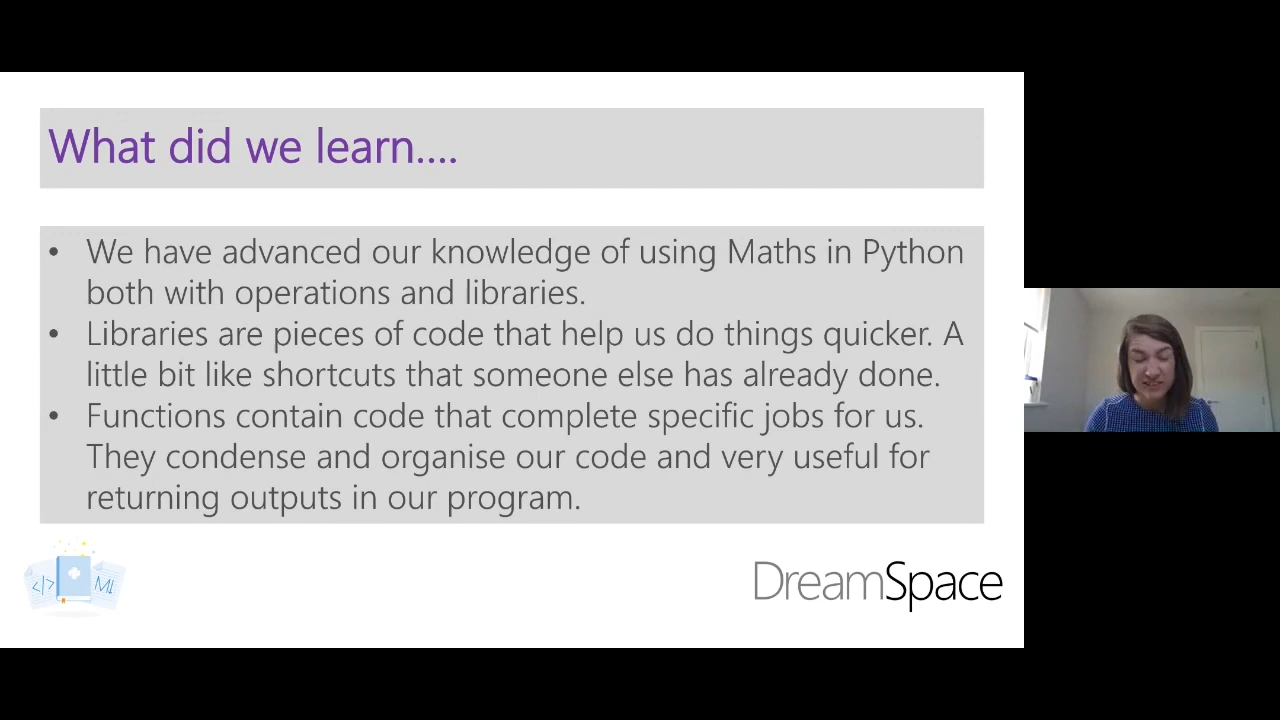 What did we learn....
• We have advanced our knowledge of using Maths in Python
both with operations and libraries.
• Libraries are pieces of code that help us do things quicker. A
little bit like shortcuts that someone else has already done.
• Functions contain code that complete specific jobs for us.
They condense and organise our code and very useful for
returning outputs in our program.
</> M↓
DreamSpace